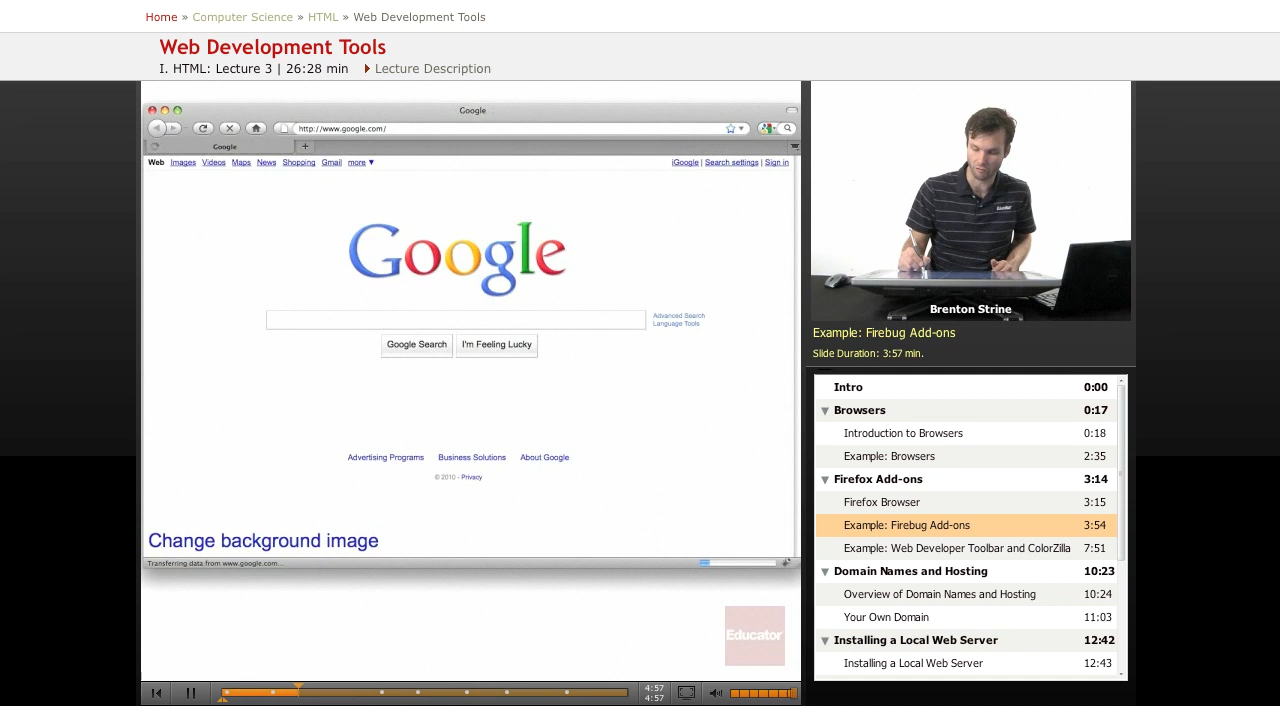 Home » Computer Science » HTML » Web Development Tools
Web Development Tools
I. HTML: Lecture 3 | 26:28 min Lecture Description
Google
http://www.google.com/
Google
Web Images Videos Maps News Shopping Gmail more ▼
iGoogle | Search settings | Sign in
Google
Advanced Search
Language Tools
Google Search I'm Feeling Lucky
Advertising Programs Business Solutions About Google
© 2010 - Privacy
Change background image
Transferring data from www.google.com...
Educator
4:57
4:57
Brenton Strine
Example: Firebug Add-ons
Slide Duration: 3:57 min.
Intro 0:00
▼ Browsers 0:17
Introduction to Browsers 0:18
Example: Browsers 2:35
▼ Firefox Add-ons 3:14
Firefox Browser 3:15
Example: Firebug Add-ons 3:54
Example: Web Developer Toolbar and ColorZilla 7:51
▼ Domain Names and Hosting 10:23
Overview of Domain Names and Hosting 10:24
Your Own Domain 11:03
▼ Installing a Local Web Server 12:42
Installing a Local Web Server 12:43